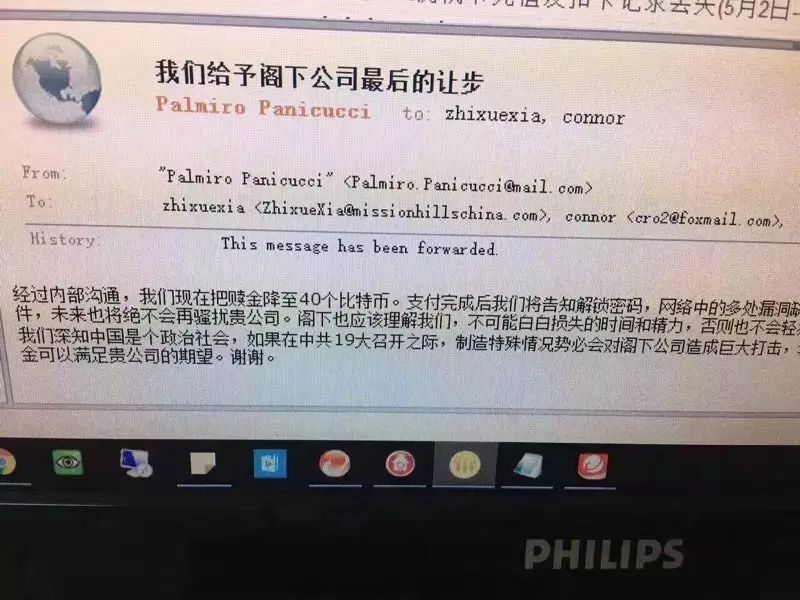 (5月2日
我们给予阁下公司最后的让步
Palmiro Panicucci to: zhixuexia, connor
From: "Palmiro Panicucci" <Palmiro.Panicucci@mail.com>
To: zhixuexia <ZhixueXia@missionhillschina.com>, connor <cro2@foxmail.com>,
History: This message has been forwarded.
经过内部沟通，我们现在把赎金降至40个比特币。支付完成后我们将告知解锁密码，网络中的多处漏洞
件，未来也将绝不会再骚扰贵公司。阁下也应该理解我们，不可能白白损失的时间和精力，否则也不会轻
我们深知中国是个政治社会，如果在中共19大召开之际，制造特殊情况势必会对阁下公司造成巨大打击，
金可以满足贵公司的期望。谢谢。
PHILIPS